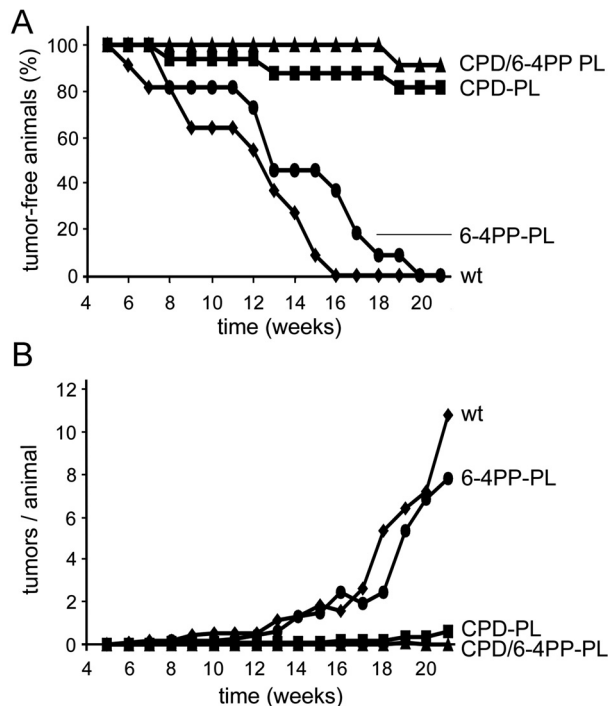 A
tumor-free animals (%)
100
80
60
40
20
0
4 6 8 10 12 14 16 18 20
time (weeks)
CPD/6-4PP PL
CPD-PL
6-4PP-PL
wt
B
tumors / animal
12
10
8
6
4
2
0
4 6 8 10 12 14 16 18 20
time (weeks)
wt
6-4PP-PL
CPD-PL
CPD/6-4PP-PL